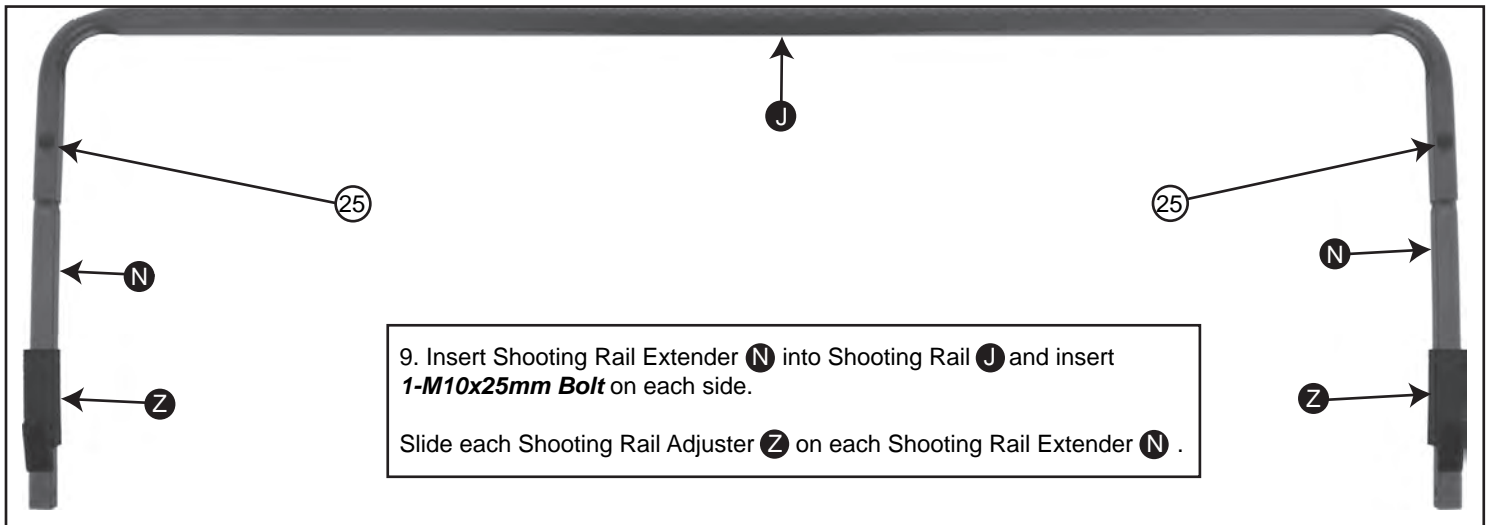 J
25
25
N
N
9. Insert Shooting Rail Extender N into Shooting Rail J and insert
1-M10x25mm Bolt on each side.
Z
Z
Slide each Shooting Rail Adjuster Z on each Shooting Rail Extender N .